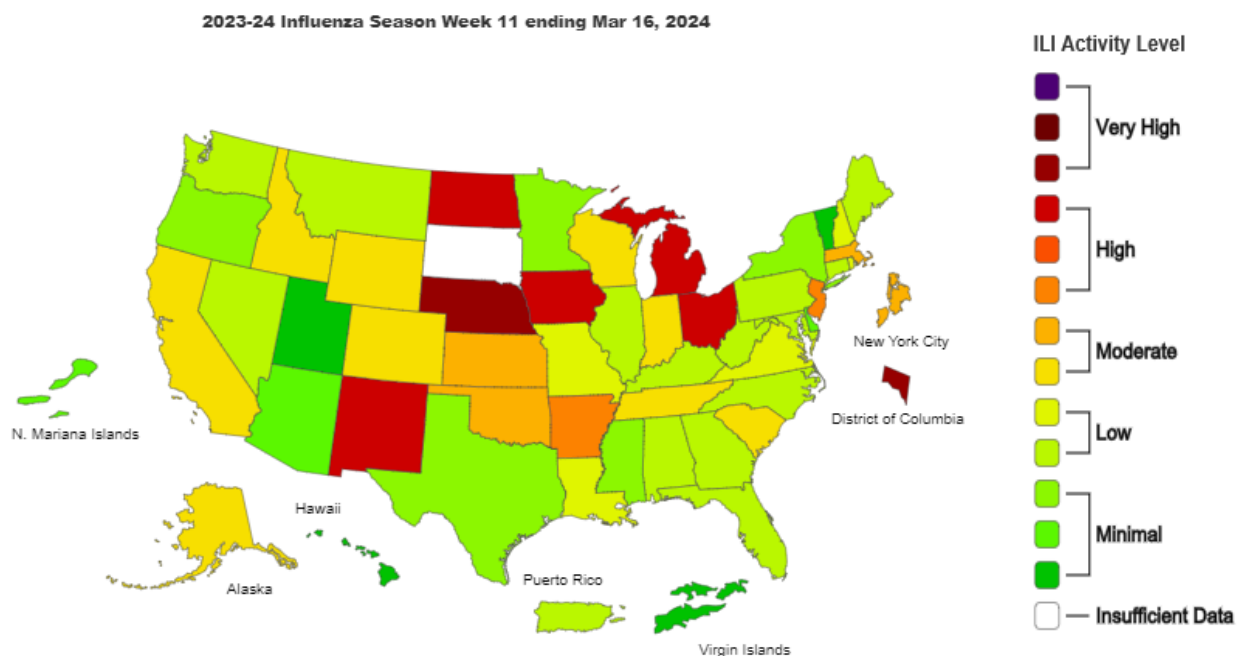 2023-24 Influenza Season Week 11 ending Mar 16, 2024
ILI Activity Level
Very High
High
Moderate
Low
Minimal
Insufficient Data
New York City
District of Columbia
N. Mariana Islands
Hawaii
Alaska
Puerto Rico
Virgin Islands